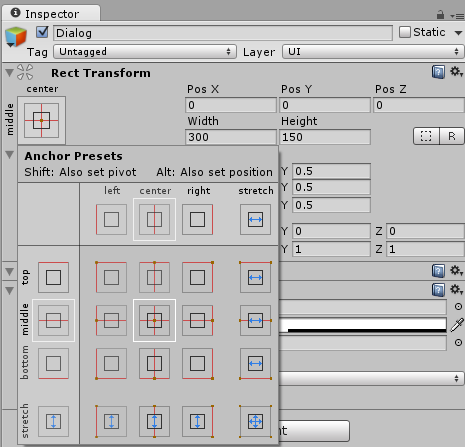 Inspector
Dialog
Static
Tag Untagged Layer UI
Rect Transform
center
middle
Pos X Pos Y Pos Z
0 0 0
Width Height
300 150
R
Anchor Presets
Shift: Also set pivot Alt: Also set position
Y 0.5
Y 0.5
Y 0.5
Y 0 Z 0
Y 1 Z 1
left center right stretch
top
middle
bottom
stretch